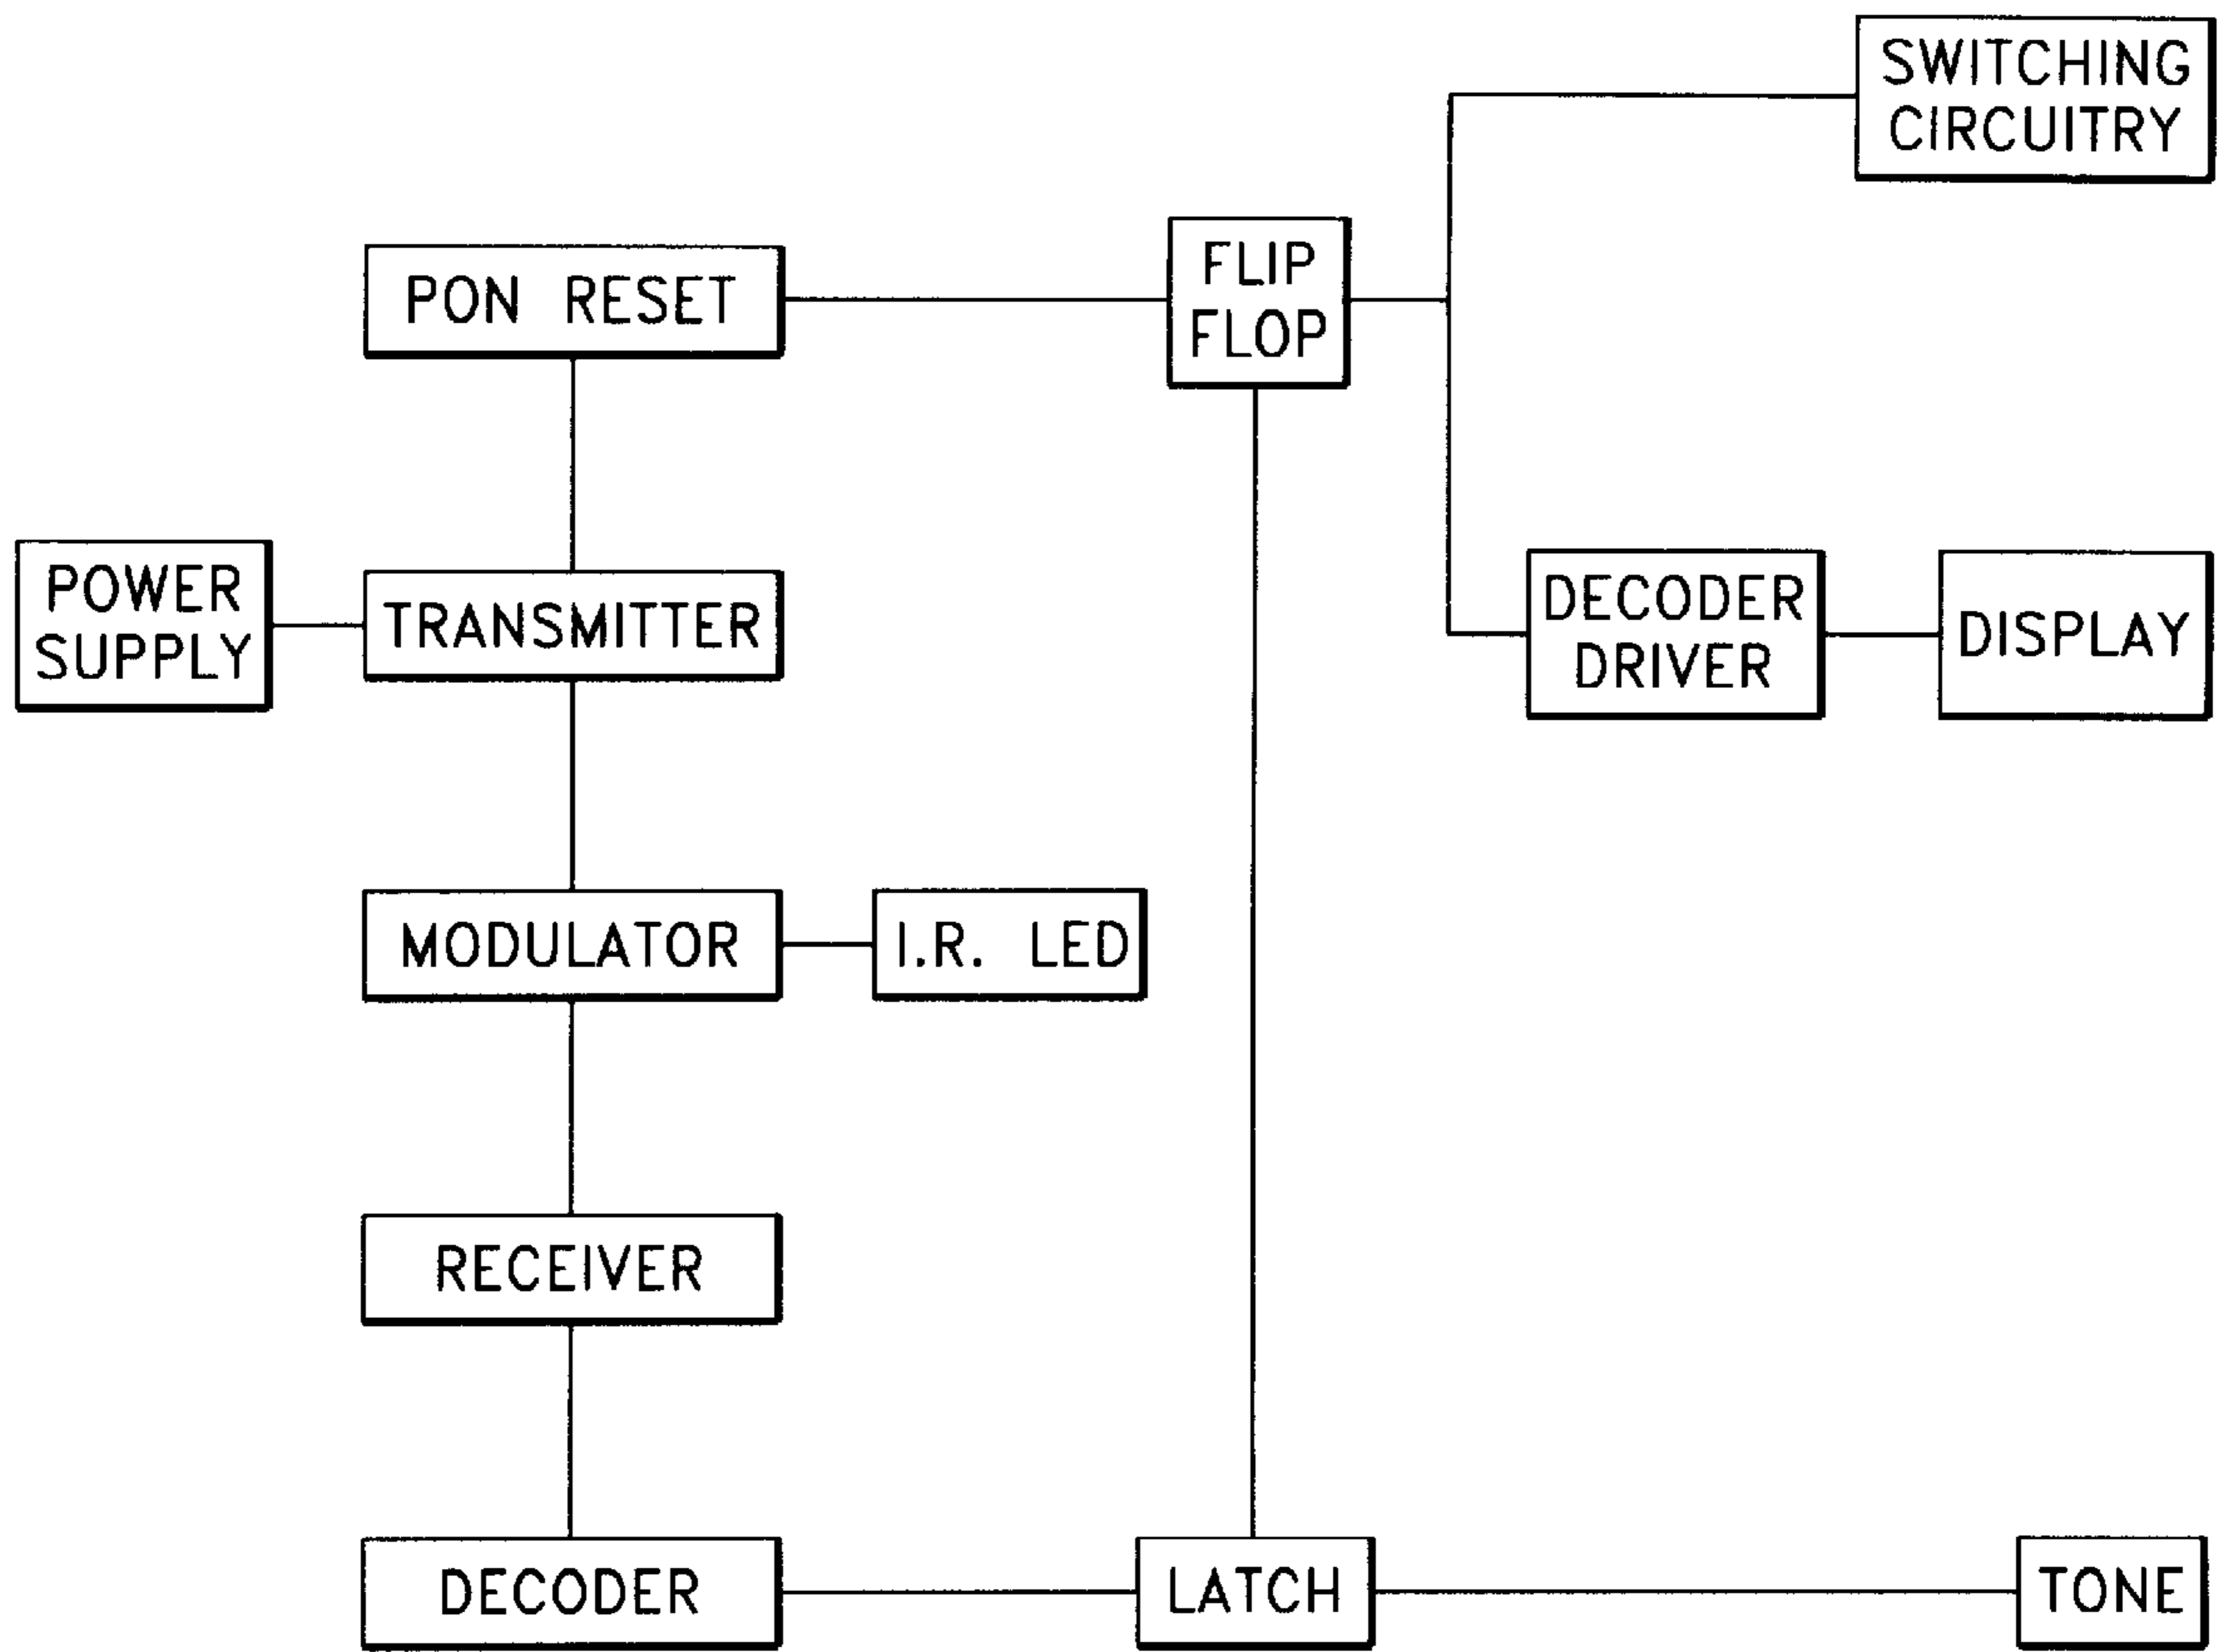 SWITCHING
CIRCUITRY
PON RESET
FLIP
FLOP
POWER
SUPPLY
TRANSMITTER
DECODER
DRIVER
DISPLAY
MODULATOR
I.R. LED
RECEIVER
DECODER
LATCH
TONE